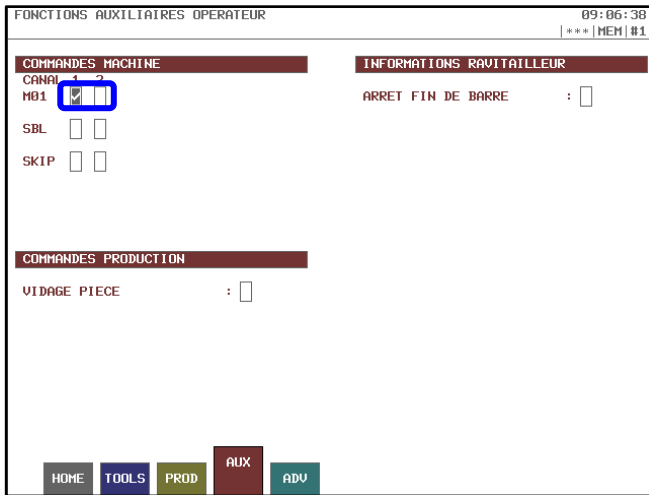 FONCTIONS AUXILIAIRES OPERATEUR 09:06:38
|***|MEM|#1
COMMANDES MACHINE
CANAL 1 2
M01
SBL
SKIP
INFORMATIONS RAVITAILLEUR
ARRET FIN DE BARRE :
COMMANDES PRODUCTION
VIDAGE PIECE :
HOME TOOLS PROD AUX ADV